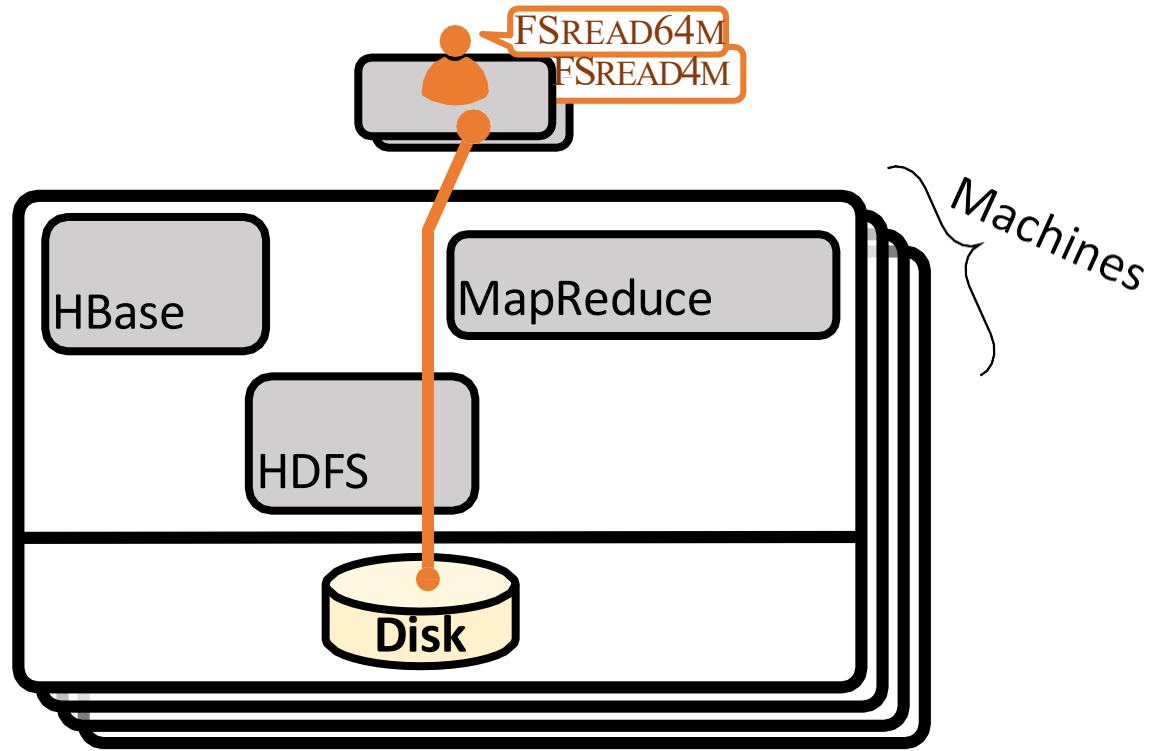 FSREAD64M
FSREAD4M
Machines
HBase
MapReduce
HDFS
Disk